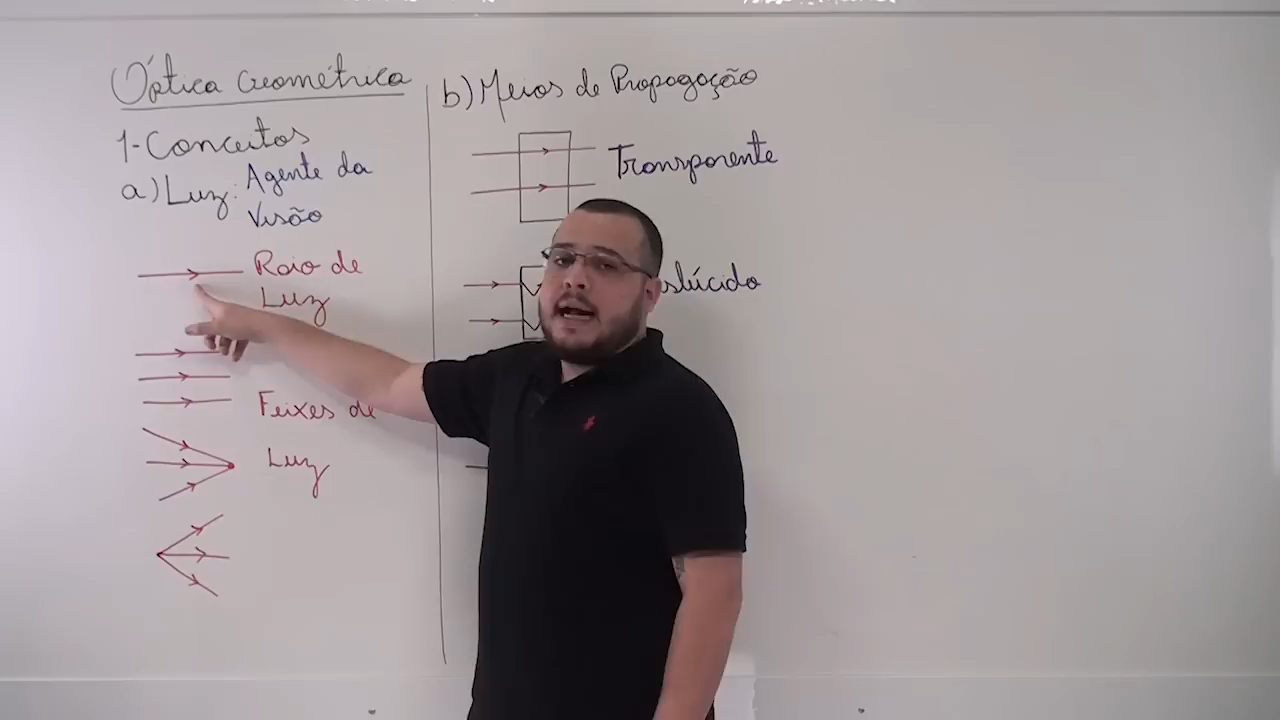 Óptica Geométrica
1-Conceitos
a) Luz: Agente da
Visão
Raio de
Luz
Feixes de
Luz
b) Meios de Propagação
Transparente
slúcido